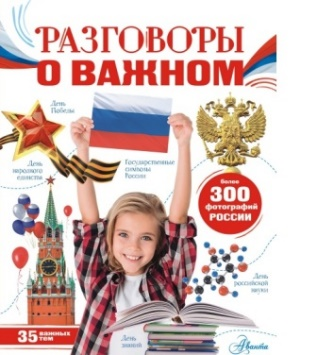 РАЗГОВОРЫ
О ВАЖНОМ
День
Победы
День
народного
единства
Государственные
символы
России
более
300
фотографий
РОССИИ
День
российской
науки
35 важных
тем
День
знаний
Аванта